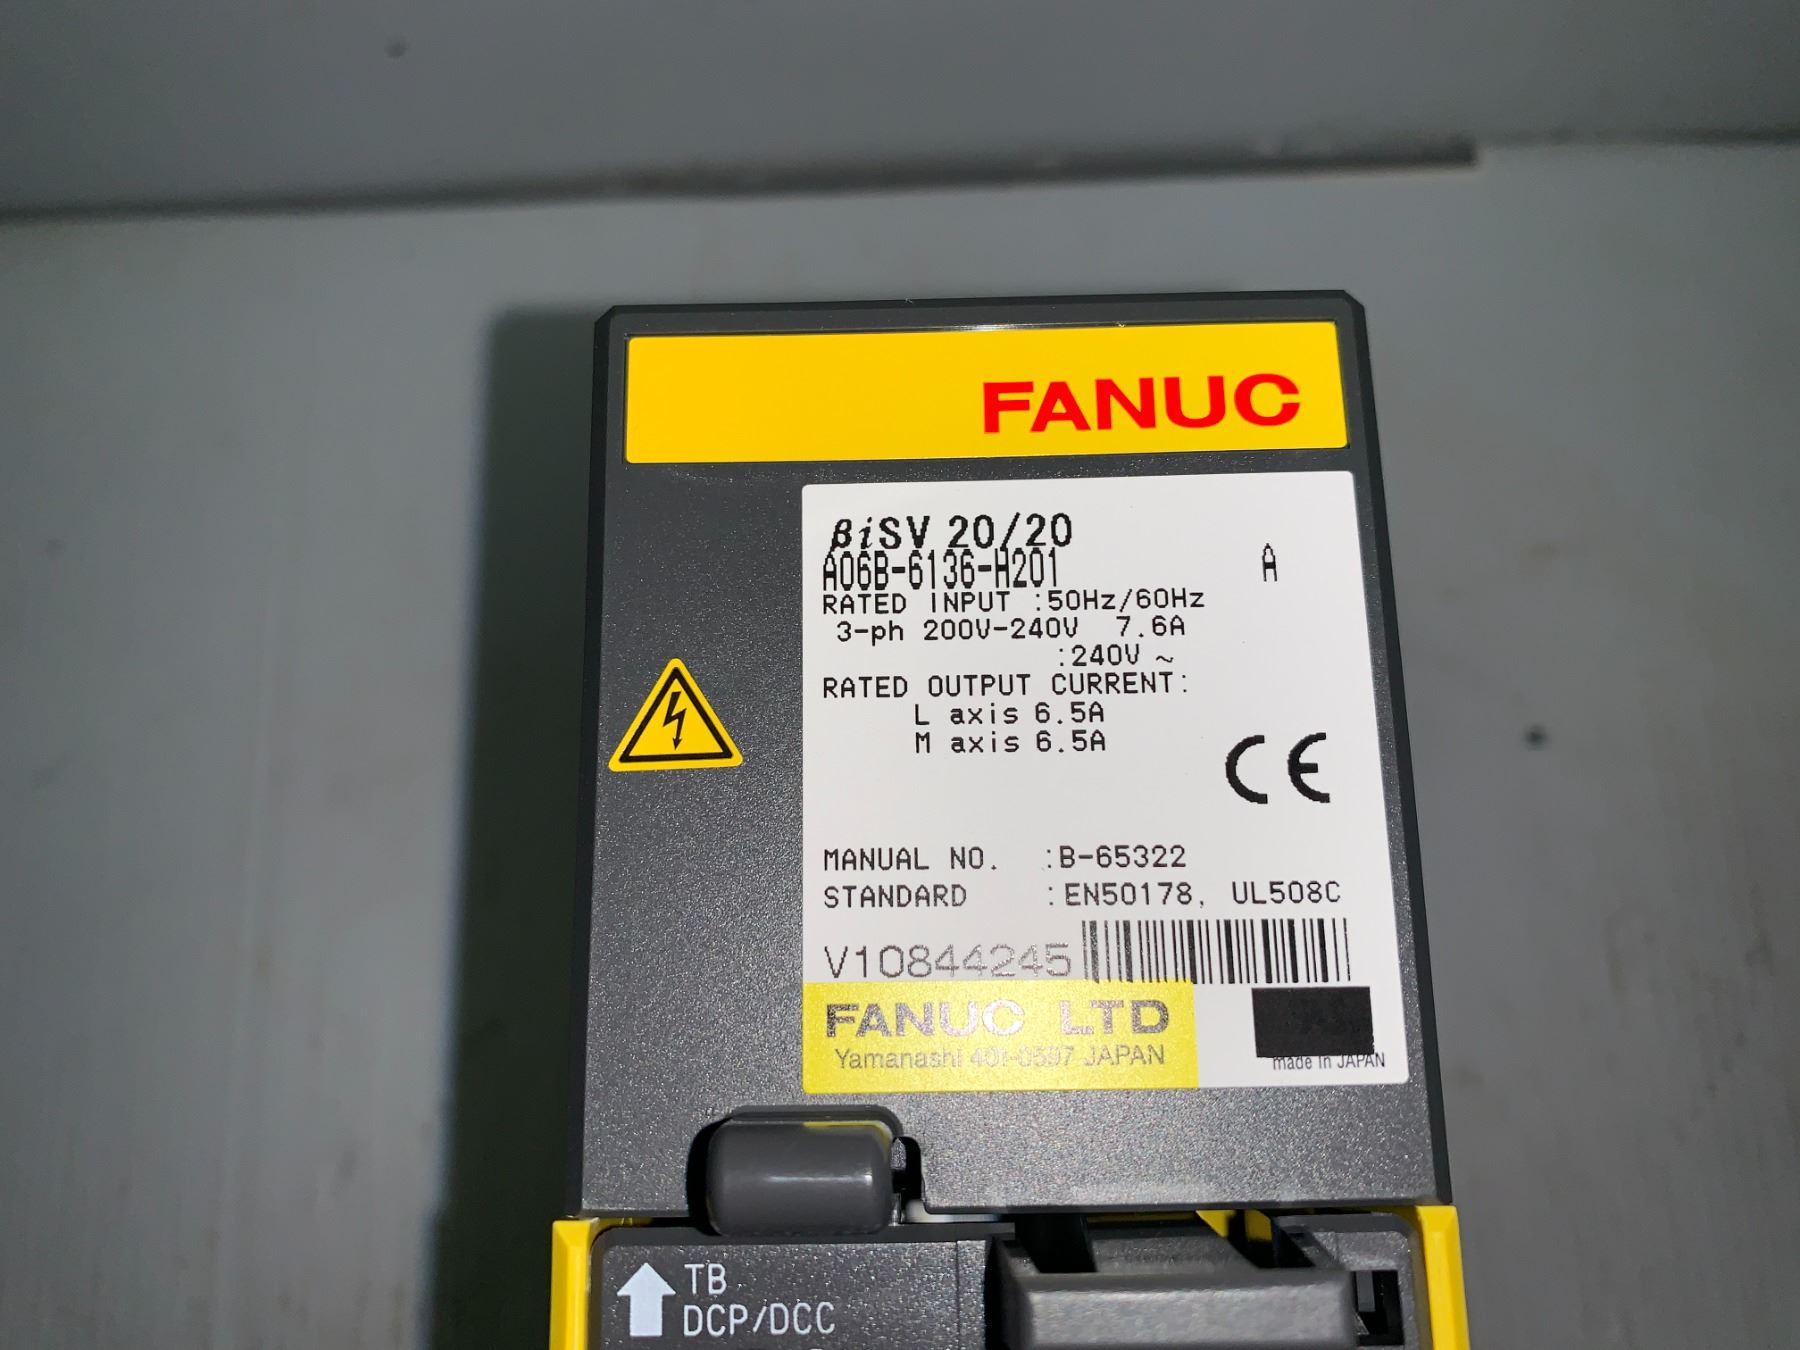 FANUC
βiSV 20/20
A06B-6136-H201 A
RATED INPUT :50Hz/60Hz
3-ph 200V-240V 7.6A
:240V ~
RATED OUTPUT CURRENT:
L axis 6.5A
M axis 6.5A
CE
MANUAL NO. :B-65322
STANDARD :EN50178, UL508C
V10844245
FANUC LTD
Yamanashi 401-0597 JAPAN
made in JAPAN
TB
DCP/DCC